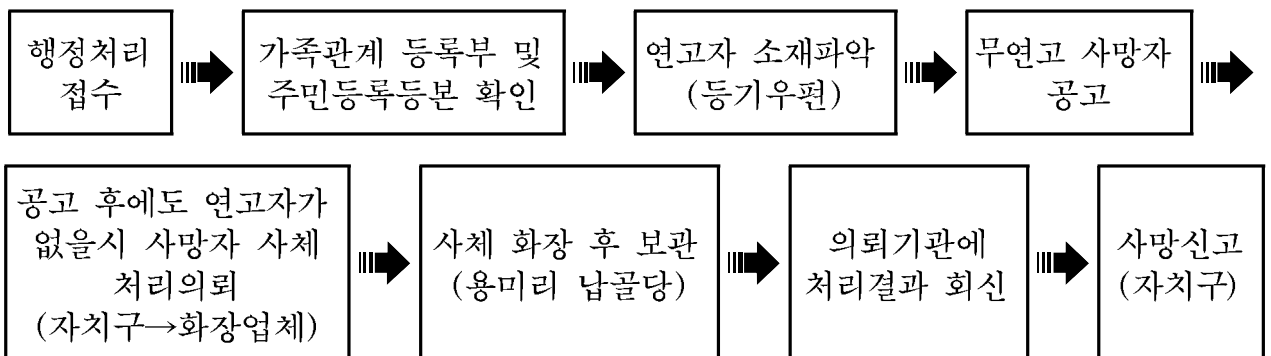 행정처리
접수
가족관계 등록부 및
주민등록등본 확인
연고자 소재파악
(등기우편)
무연고 사망자
공고
공고 후에도 연고자가
없을시 사망자 사체
처리의뢰
(자치구→화장업체)
사체 화장 후 보관
(용미리 납골당)
의뢰기관에
처리결과 회신
사망신고
(자치구)